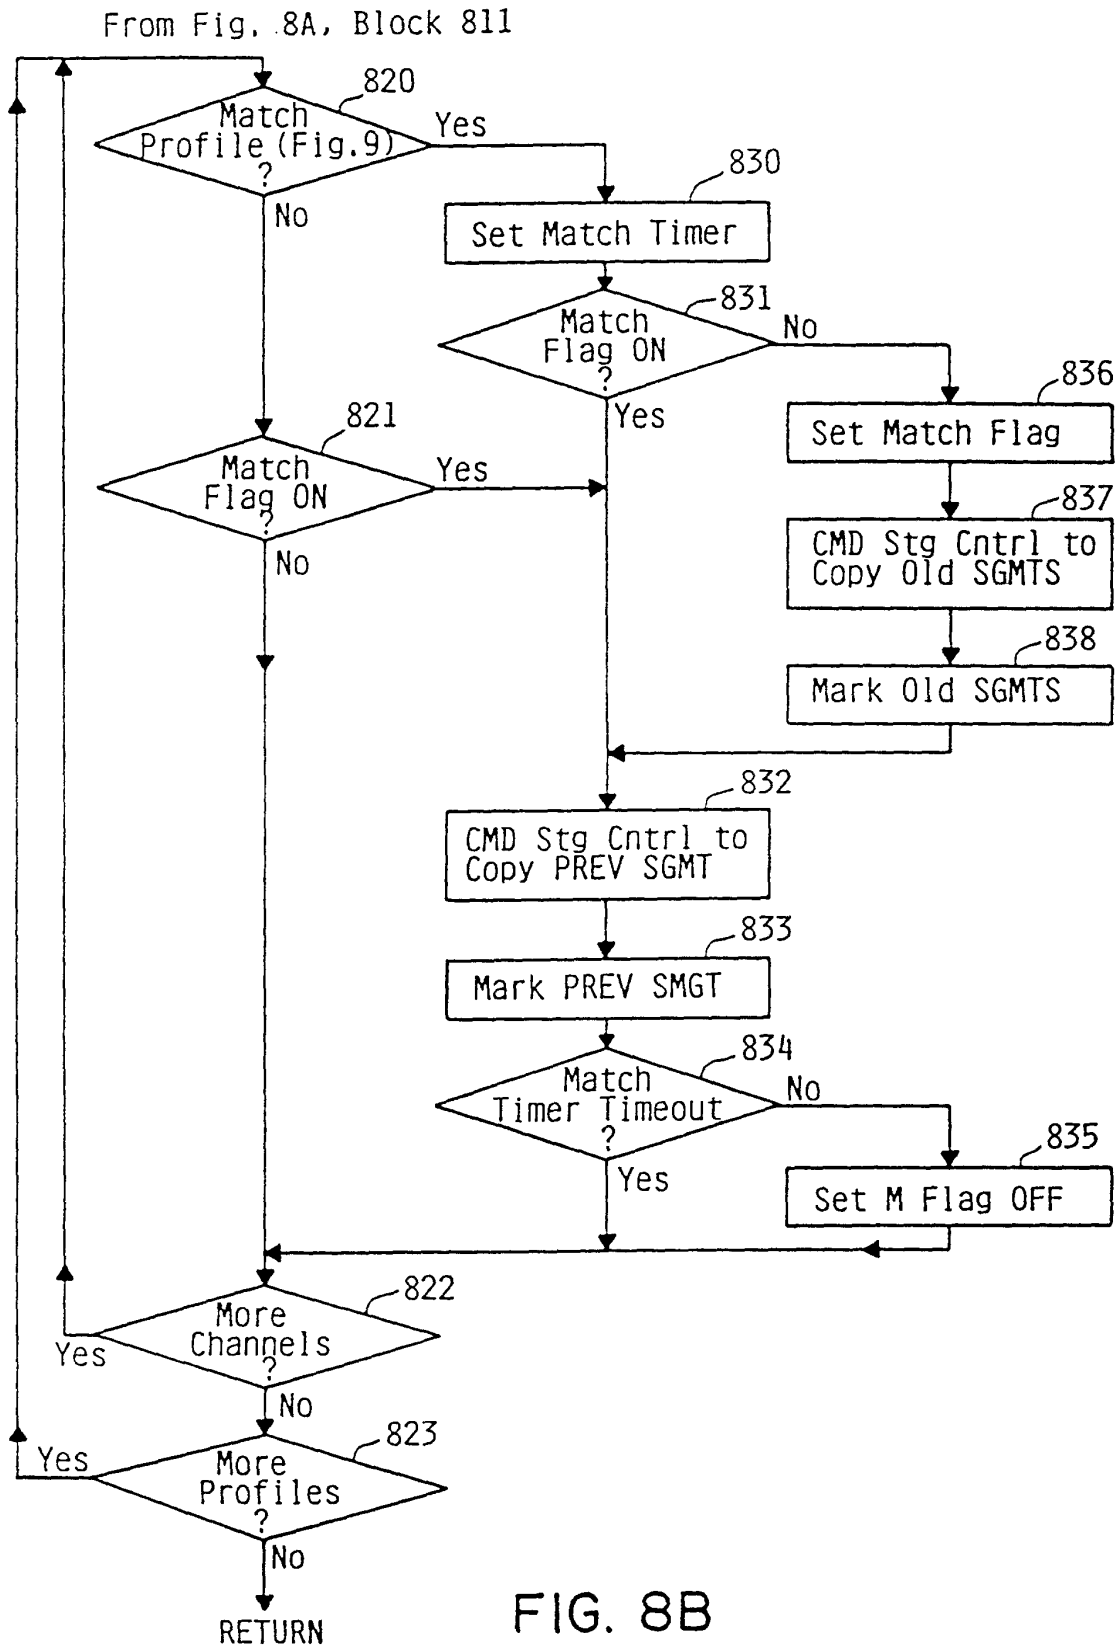 From Fig. 8A, Block 811
820
Match
Profile (Fig.9)
?
Yes
No
830
Set Match Timer
831
Match
Flag ON
?
No
Yes
836
Set Match Flag
821
Match
Flag ON
?
Yes
No
837
CMD Stg Cntrl to
Copy Old SGMTS
838
Mark Old SGMTS
832
CMD Stg Cntrl to
Copy PREV SGMT
833
Mark PREV SMGT
834
Match
Timer Timeout
?
No
Yes
835
Set M Flag OFF
822
More
Channels
?
Yes
No
823
More
Profiles
?
Yes
No
RETURN
FIG. 8B